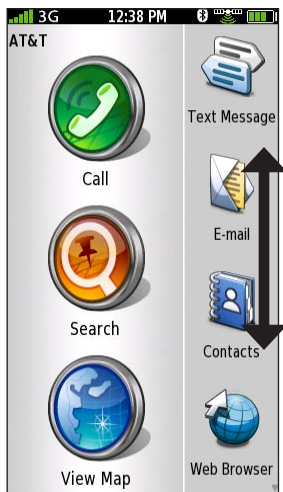 3G 12:38 PM
AT&T
Call
Search
View Map
Text Message
E-mail
Contacts
Web Browser